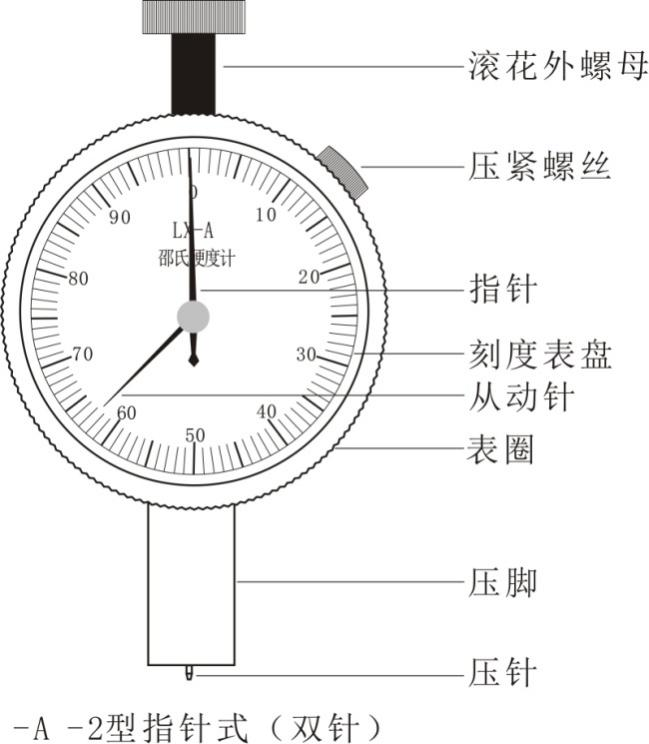 滚花外螺母
压紧螺丝
0
90
10
LX-A
邵氏硬度计
80
20
指针
70
30
刻度表盘
从动针
60
40
50
表圈
压脚
压针
-A -2型指针式（双针）